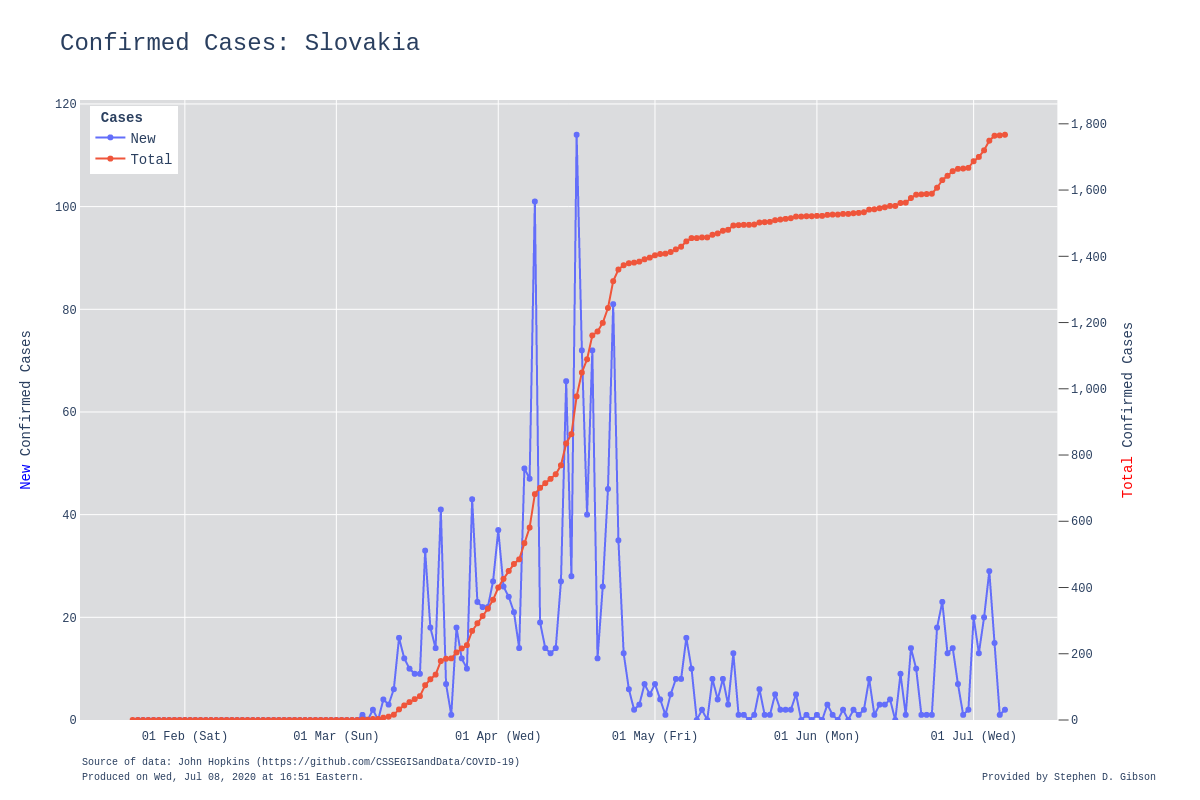 Confirmed Cases: Slovakia
Cases
New
Total
120
100
80
60
40
20
0
1,800
1,600
1,400
1,200
1,000
800
600
400
200
0
New Confirmed Cases
Total Confirmed Cases
01 Feb (Sat)
01 Mar (Sun)
01 Apr (Wed)
01 May (Fri)
01 Jun (Mon)
01 Jul (Wed)
Source of data: John Hopkins (https://github.com/CSSEGISandData/COVID-19)
Produced on Wed, Jul 08, 2020 at 16:51 Eastern.
Provided by Stephen D. Gibson